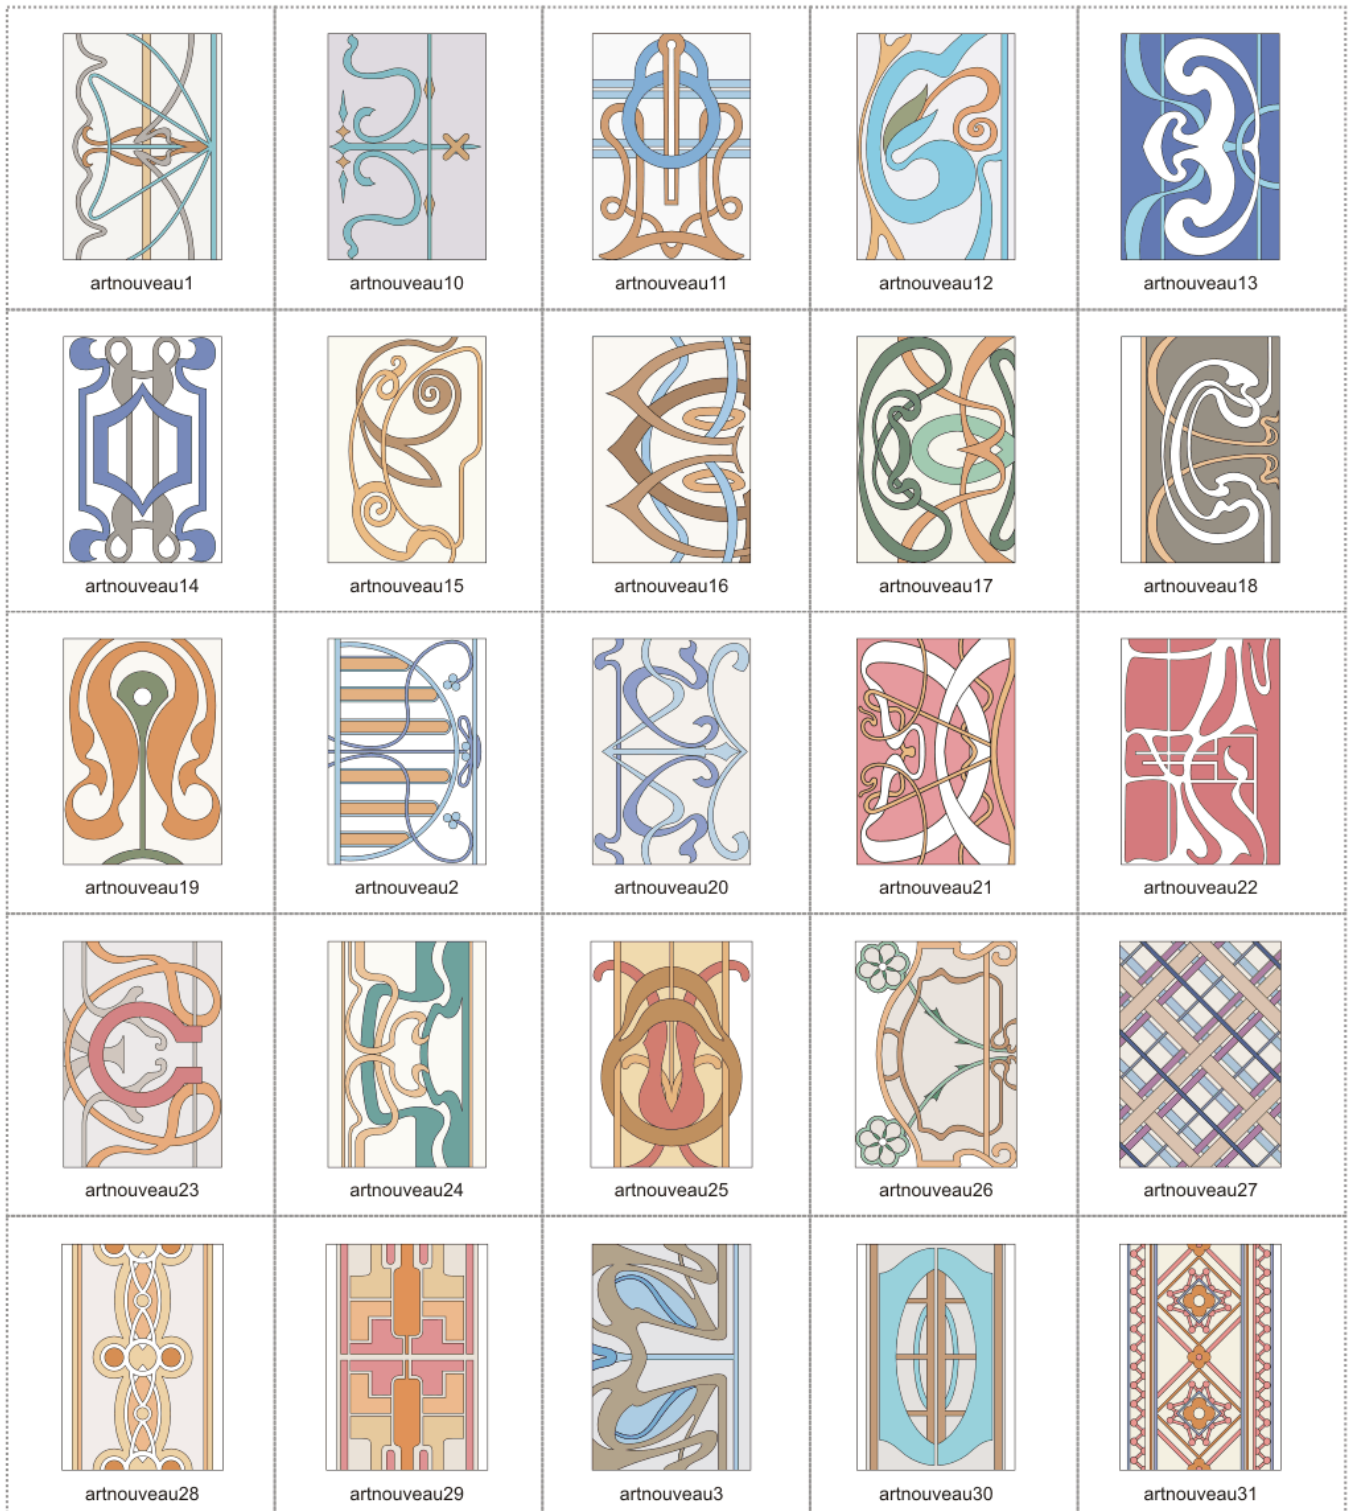 artnouveau1 artnouveau10 artnouveau11 artnouveau12 artnouveau13
artnouveau14 artnouveau15 artnouveau16 artnouveau17 artnouveau18
artnouveau19 artnouveau2 artnouveau20 artnouveau21 artnouveau22
artnouveau23 artnouveau24 artnouveau25 artnouveau26 artnouveau27
artnouveau28 artnouveau29 artnouveau3 artnouveau30 artnouveau31